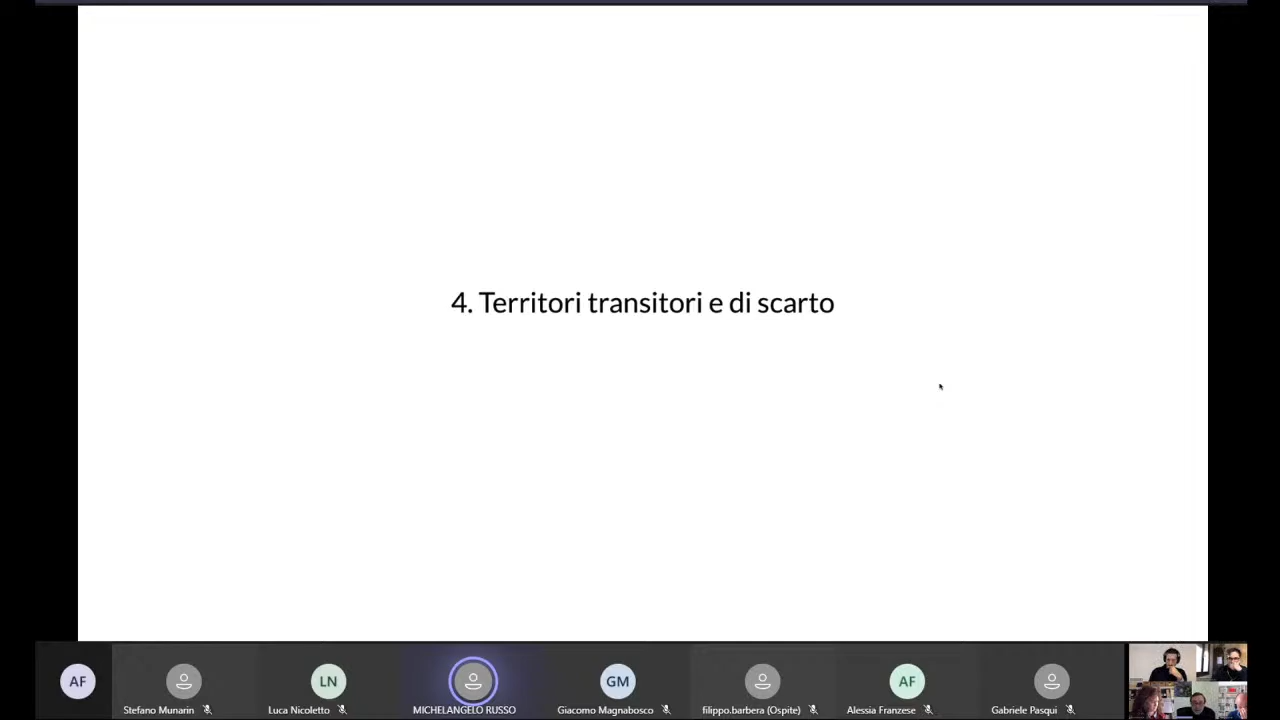 4. Territori transitori e di scarto
AF
Stefano Munarin
LN
Luca Nicoletto
MICHELANGELO RUSSO
GM
Giacomo Magnabosco
filippo.barbera (Ospite)
AF
Alessia Franzese
Gabriele Pasqui